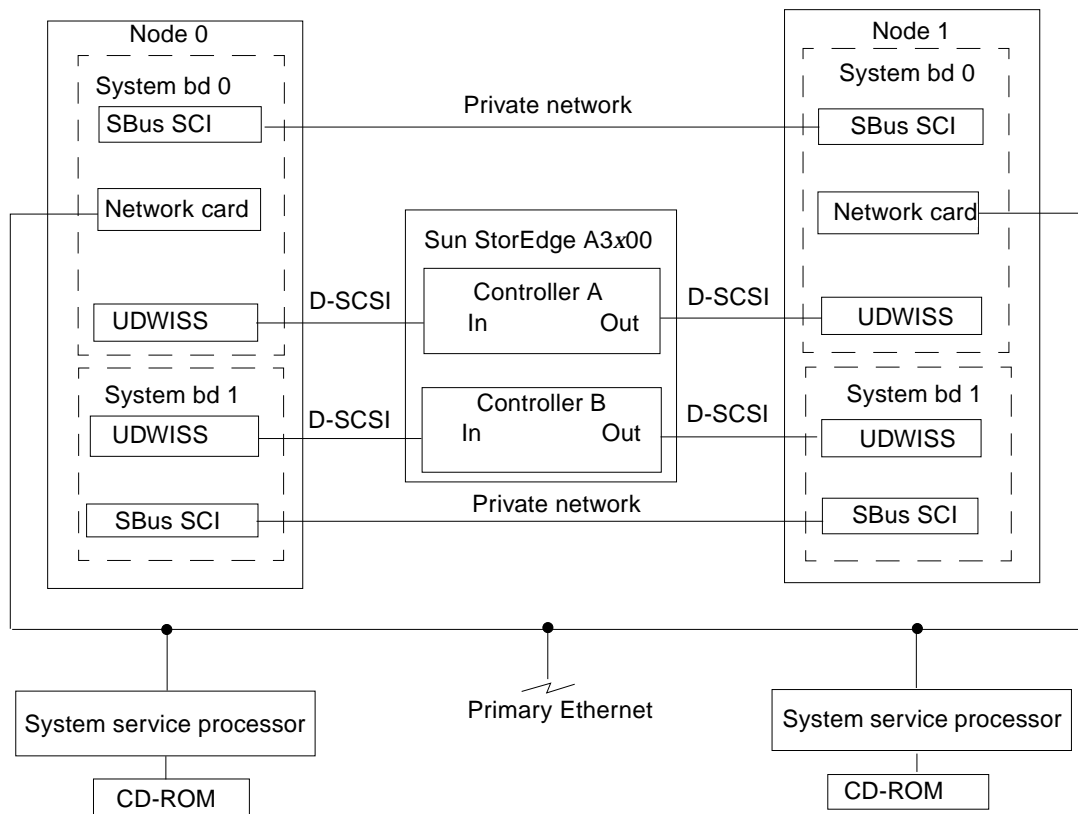 Node 0
Node 1
System bd 0
System bd 0
Private network
SBus SCI
SBus SCI
Network card
Network card
Sun StorEdge A3x00
D-SCSI
Controller A
D-SCSI
UDWISS
In
Out
UDWISS
System bd 1
System bd 1
D-SCSI
Controller B
D-SCSI
UDWISS
In
Out
UDWISS
Private network
SBus SCI
SBus SCI
System service processor
Primary Ethernet
System service processor
CD-ROM
CD-ROM